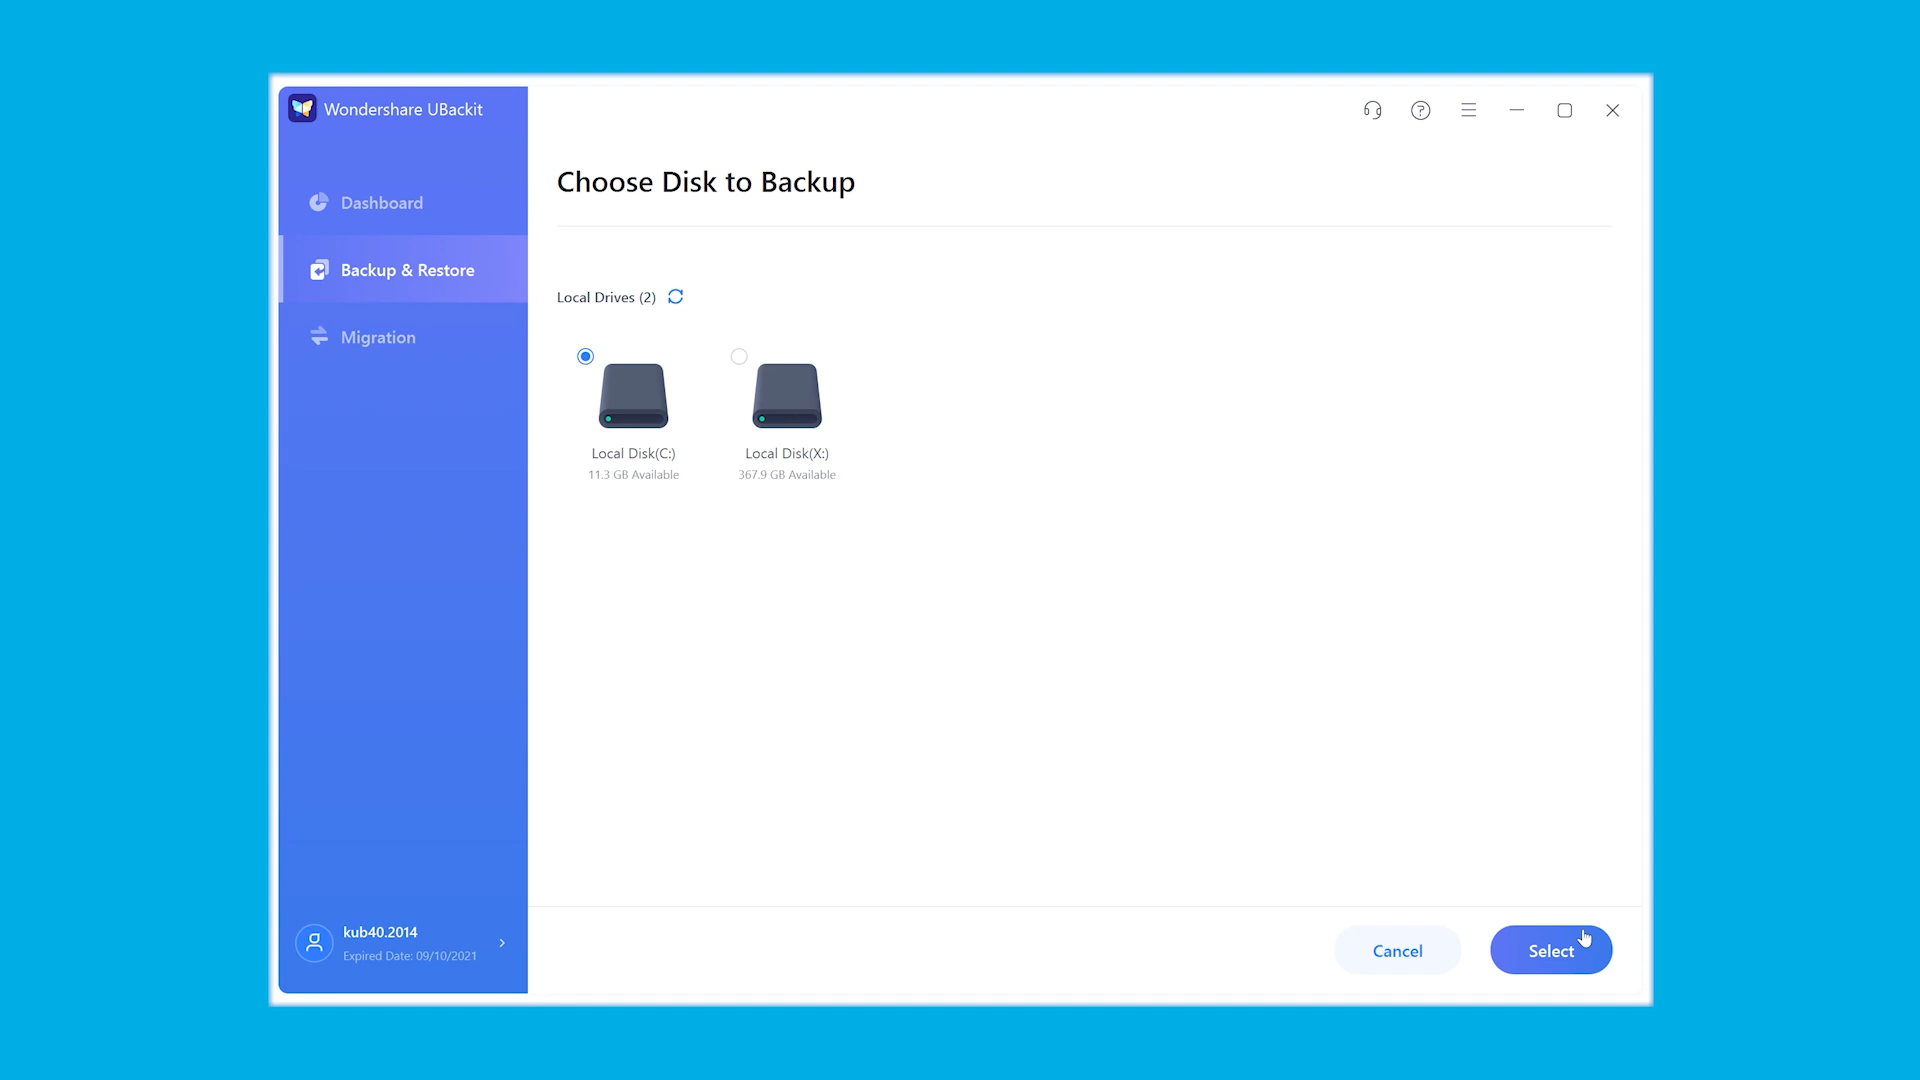 Wondershare UBackit
Dashboard
Backup & Restore
Migration
Choose Disk to Backup
Local Drives (2)
Local Disk(C:)
11.3 GB Available
Local Disk(X:)
367.9 GB Available
kub40.2014
Expired Date: 09/10/2021
Cancel
Select